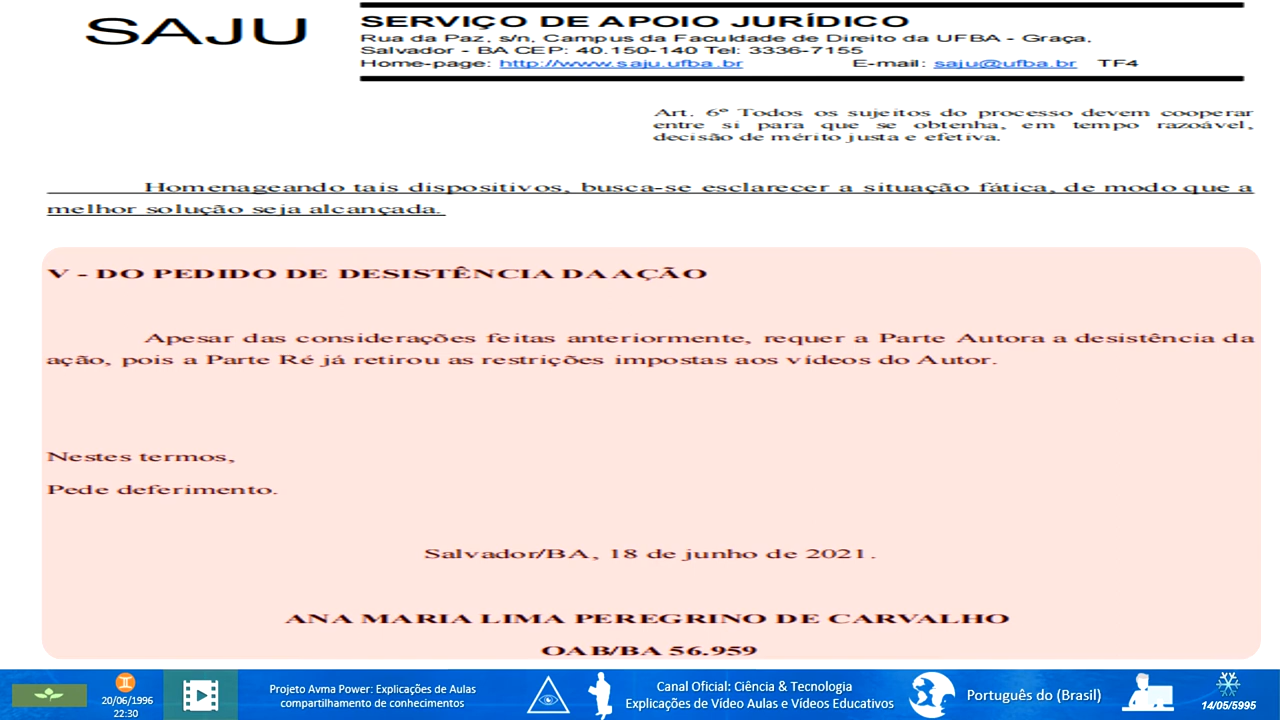 SAJU
SERVIÇO DE APOIO JURÍDICO
Rua da Paz, s/n, Campus da Faculdade de Direito da UFBA - Graça,
Salvador - BA CEP: 40.150-140 Tel: 3336-7155
Home-page: http://www.saju.ufba.br E-mail: saju@ufba.br TF4
Art. 6º Todos os sujeitos do processo devem cooperar
entre si para que se obtenha, em tempo razoável,
decisão de mérito justa e efetiva.
Homenageando tais dispositivos, busca-se esclarecer a situação fática, de modo que a
melhor solução seja alcançada.
V - DO PEDIDO DE DESISTÊNCIA DA AÇÃO
Apesar das considerações feitas anteriormente, requer a Parte Autora a desistência da
ação, pois a Parte Ré já retirou as restrições impostas aos vídeos do Autor.
Nestes termos,
Pede deferimento.
Salvador/BA, 18 de junho de 2021.
ANA MARIA LIMA PEREGRINO DE CARVALHO
OAB/BA 56.959
20/06/1996
22:30
Projeto Avma Power: Explicações de Aulas
compartilhamento de conhecimentos
Canal Oficial: Ciência & Tecnologia
Explicações de Vídeo Aulas e Vídeos Educativos
Português do (Brasil)
14/05/5995